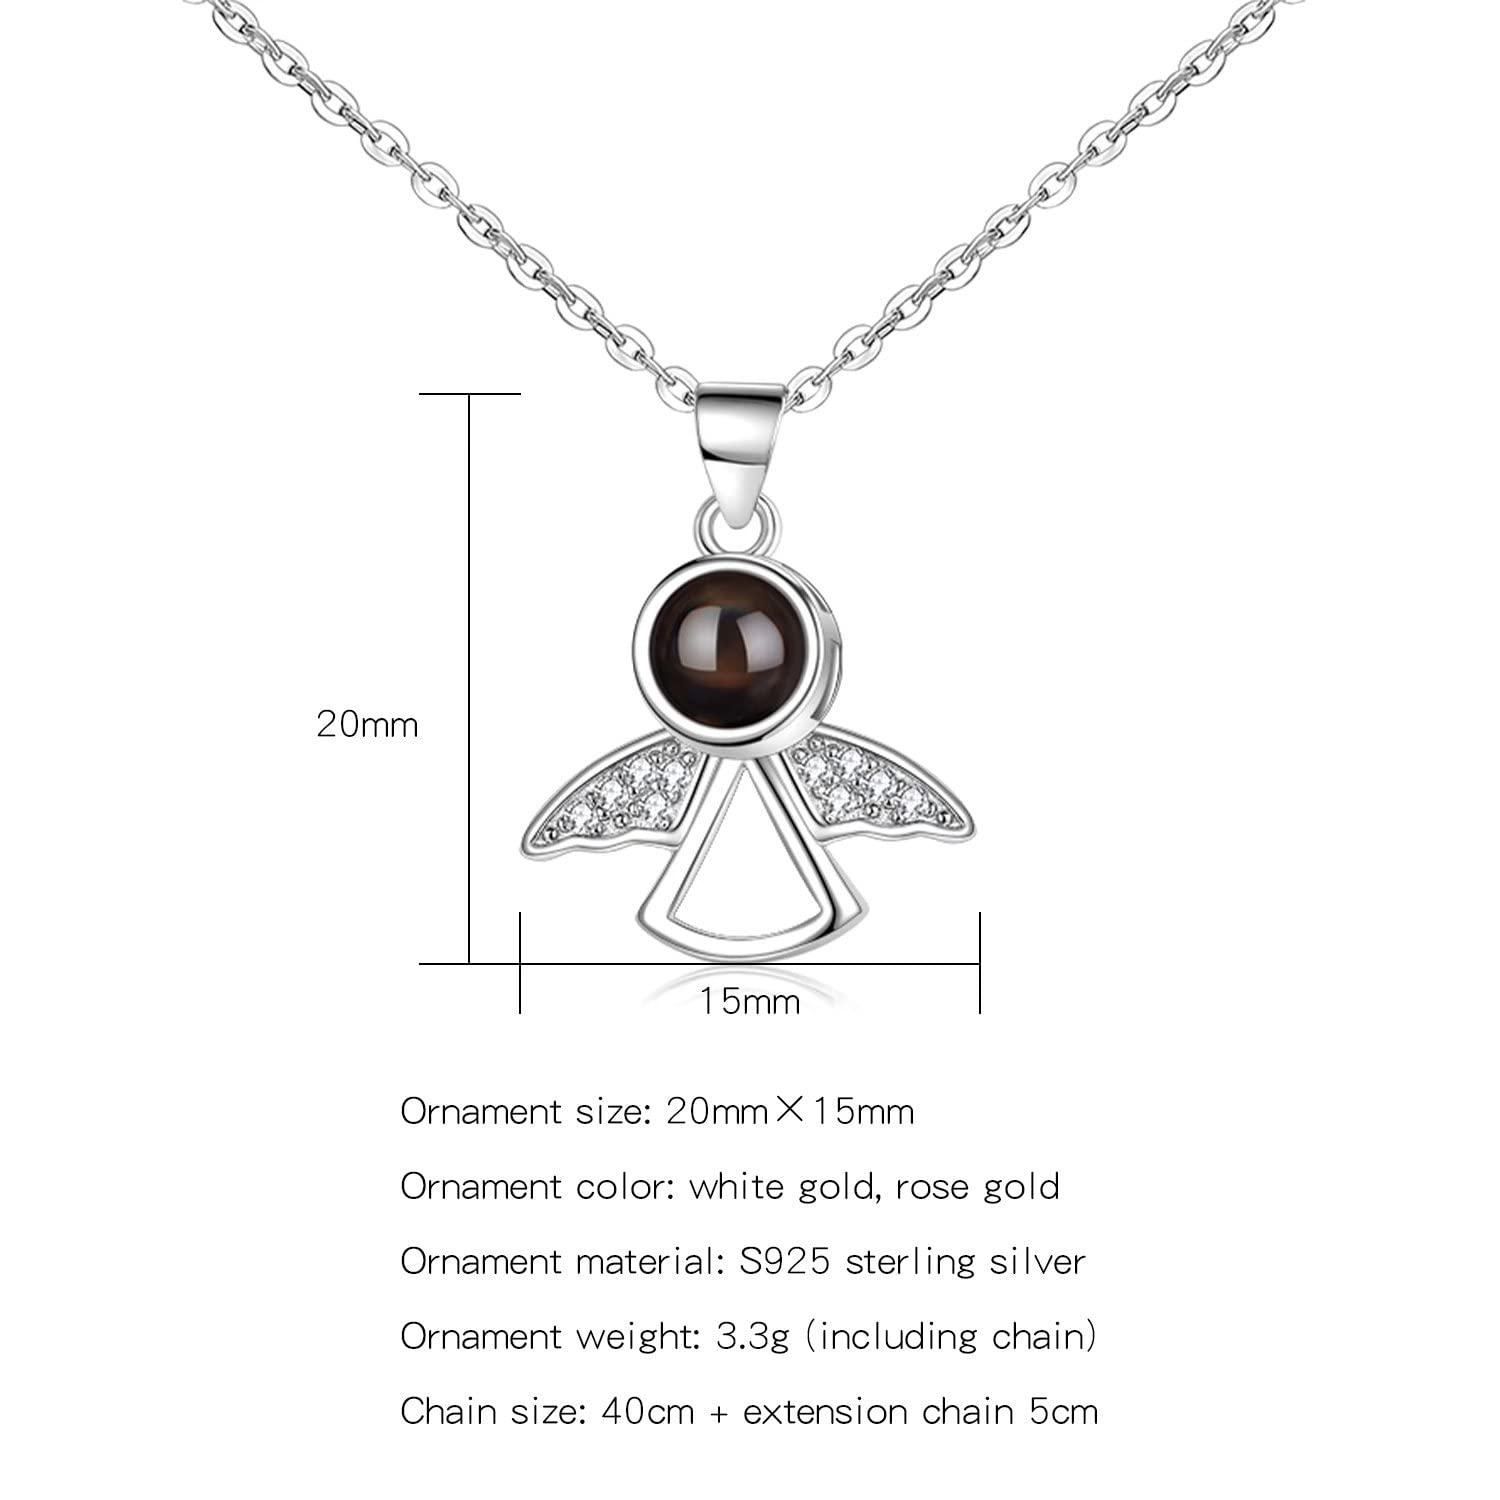 20mm
15mm
Ornament size: 20mm×15mm
Ornament color: white gold, rose gold
Ornament material: S925 sterling silver
Ornament weight: 3.3g (including chain)
Chain size: 40cm + extension chain 5cm